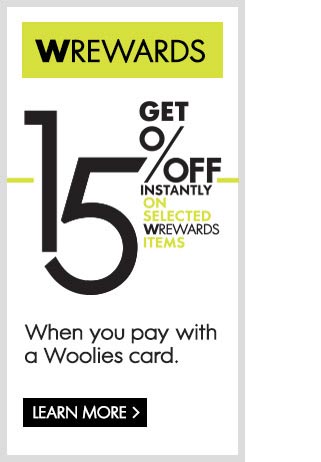 WREWARDS
GET
15% OFF
INSTANTLY
ON
SELECTED
WREWARDS
ITEMS
When you pay with
a Woolies card.
LEARN MORE >